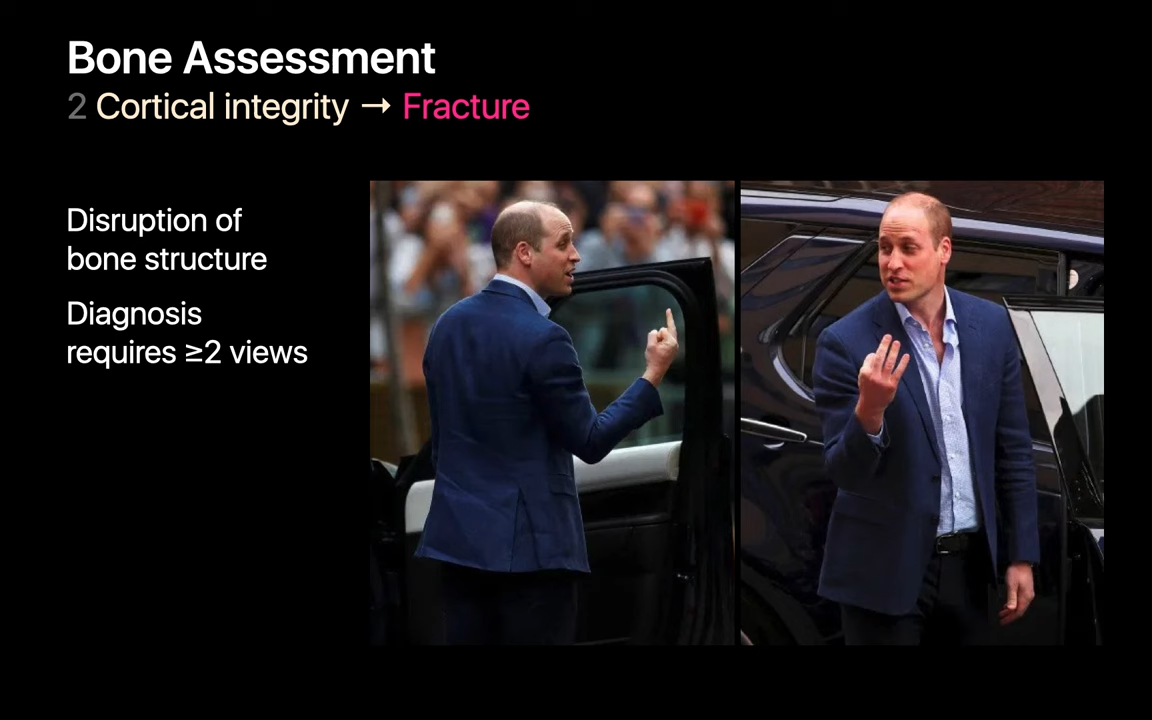 Bone Assessment
2 Cortical integrity → Fracture
Disruption of
bone structure
Diagnosis
requires ≥2 views